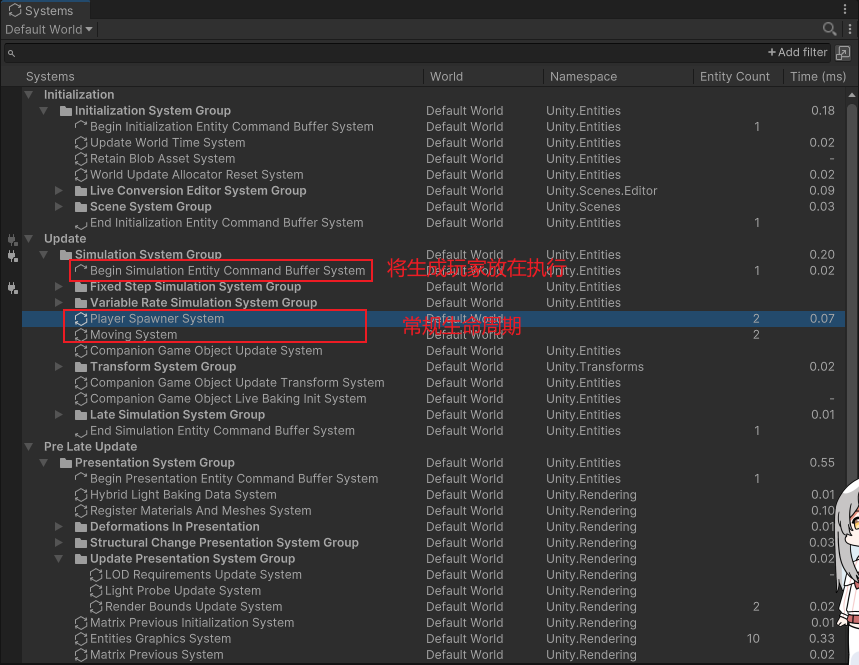 Systems
Default World
+ Add filter
Systems World Namespace Entity Count Time (ms)
Initialization
Initialization System Group Default World Unity.Entities 0.18
Begin Initialization Entity Command Buffer System Default World Unity.Entities 1
Update World Time System Default World Unity.Entities 0.02
Retain Blob Asset System Default World Unity.Entities -
World Update Allocator Reset System Default World Unity.Entities 0.02
Live Conversion Editor System Group Default World Unity.Scenes.Editor 0.09
Scene System Group Default World Unity.Scenes 0.03
End Initialization Entity Command Buffer System Default World Unity.Entities 1
Update
Simulation System Group Default World Unity.Entities 0.20
Begin Simulation Entity Command Buffer System Default World Unity.Entities 1 0.02
将生成玩家放在执行
Fixed Step Simulation System Group Default World Unity.Entities
Variable Rate Simulation System Group Default World Unity.Entities
Player Spawner System Default World 2 0.07
常规生命周期
Moving System Default World 2
Companion Game Object Update System Default World Unity.Entities
Transform System Group Default World Unity.Transforms 0.02
Companion Game Object Update Transform System Default World Unity.Entities
Companion Game Object Live Baking Init System Default World Unity.Entities -
Late Simulation System Group Default World Unity.Entities 0.01
End Simulation Entity Command Buffer System Default World Unity.Entities 1
Pre Late Update
Presentation System Group Default World Unity.Entities 0.55
Begin Presentation Entity Command Buffer System Default World Unity.Entities 1
Hybrid Light Baking Data System Default World Unity.Rendering 0.01
Register Materials And Meshes System Default World Unity.Rendering 0.10
Deformations In Presentation Default World Unity.Rendering 0.01
Structural Change Presentation System Group Default World Unity.Rendering 0.03
Update Presentation System Group Default World Unity.Rendering 0.02
LOD Requirements Update System Default World Unity.Rendering -
Light Probe Update System Default World Unity.Rendering
Render Bounds Update System Default World Unity.Rendering 2 0.02
Matrix Previous Initialization System Default World Unity.Rendering 0.01
Entities Graphics System Default World Unity.Rendering 10 0.33
Matrix Previous System Default World Unity.Rendering 0.02